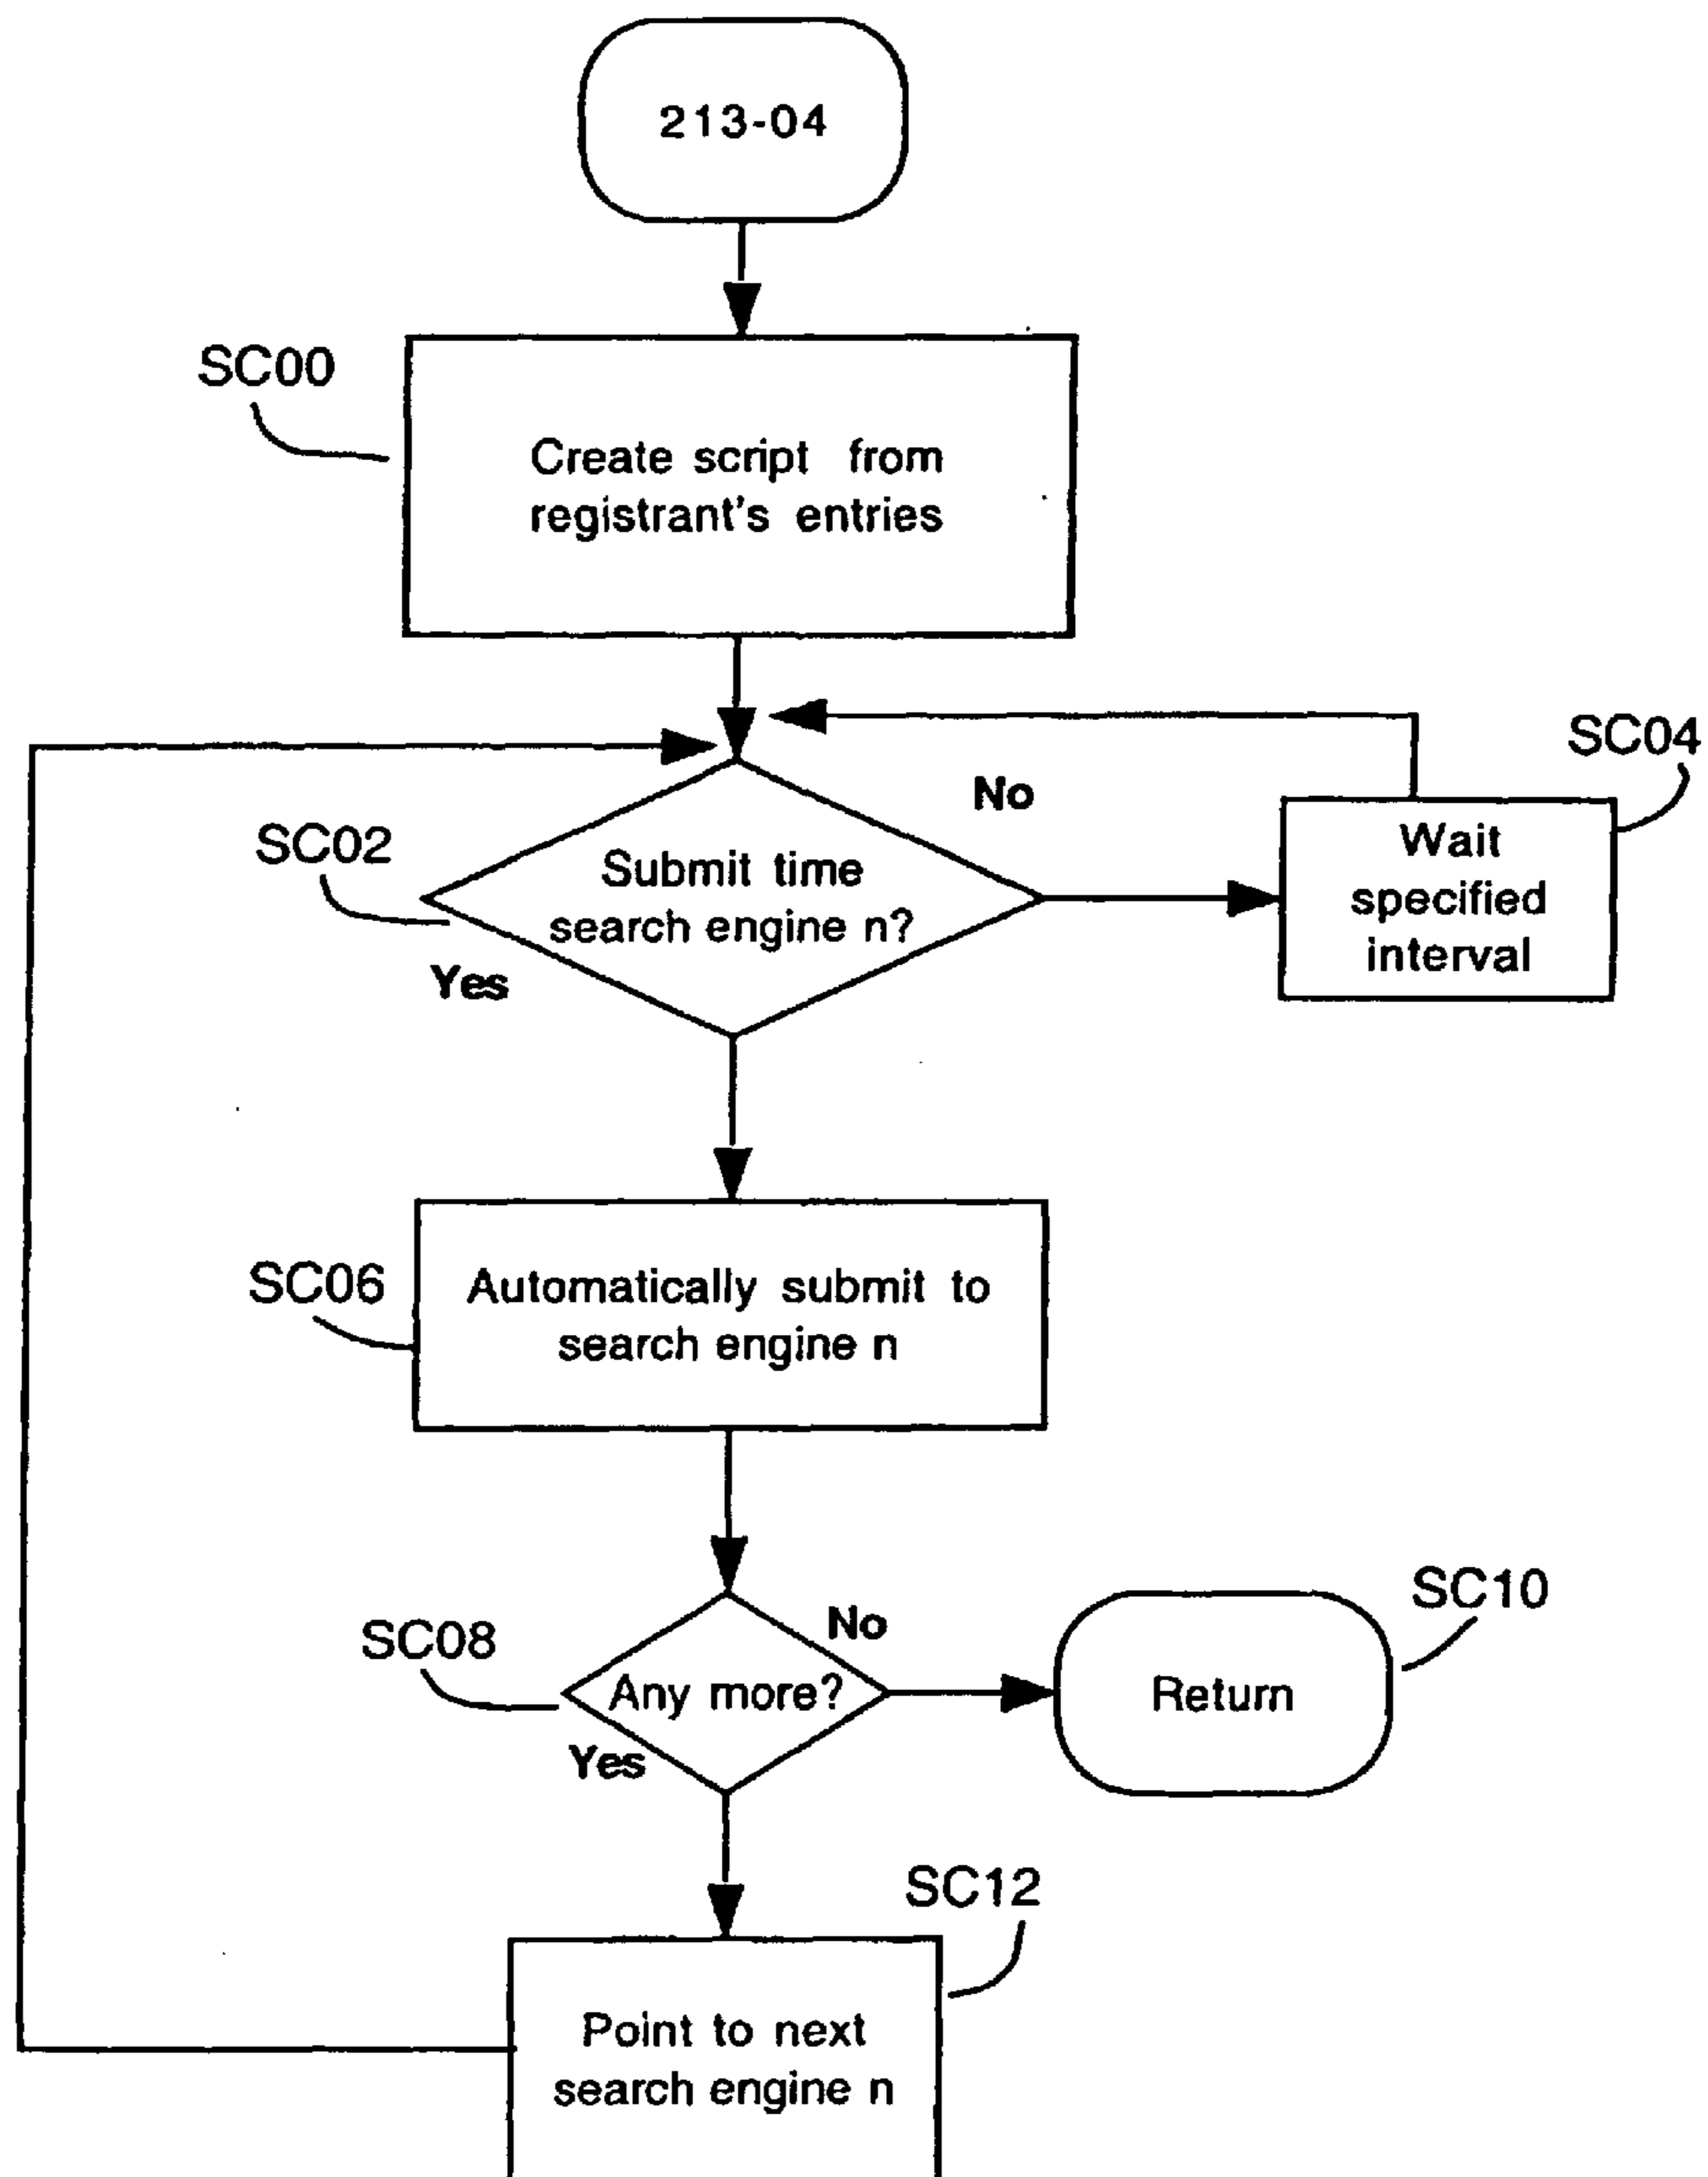 213-04
SC00
Create script from
registrant's entries
SC04
No
Wait
specified
interval
SC02
Submit time
search engine n?
Yes
SC06
Automatically submit to
search engine n
SC10
No
SC08
Any more?
Return
Yes
SC12
Point to next
search engine n